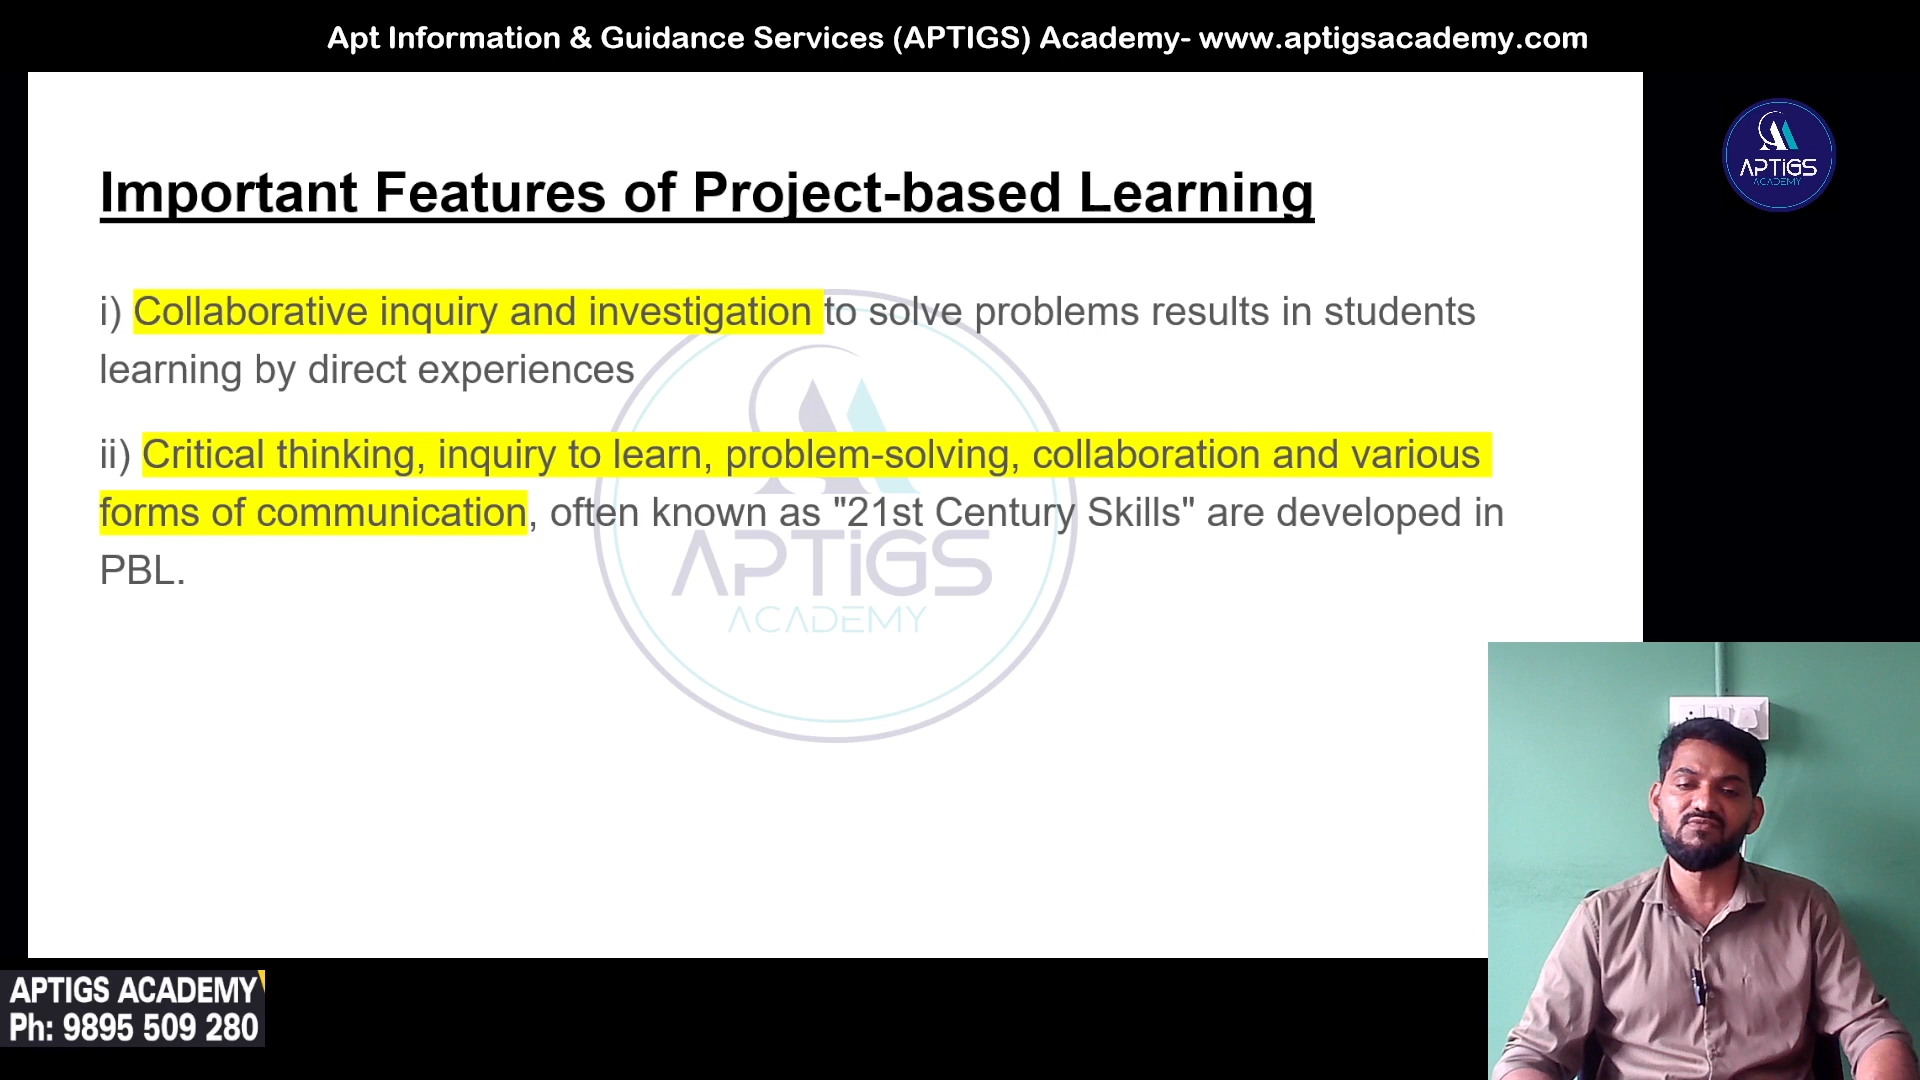 Apt Information & Guidance Services (APTIGS) Academy- www.aptigsacademy.com
APTiGS
ACADEMY
Important Features of Project-based Learning
i) Collaborative inquiry and investigation to solve problems results in students
learning by direct experiences
ii) Critical thinking, inquiry to learn, problem-solving, collaboration and various
forms of communication, often known as "21st Century Skills" are developed in
PBL.
APTiGS
ACADEMY
APTIGS ACADEMY
Ph: 9895 509 280